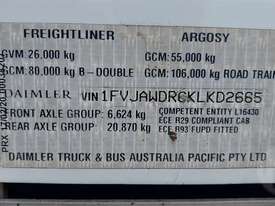 FREIGHTLINER ARGOSY
GVM: 26,000 kg GCM: 55,000 kg
GCM: 80,000 kg B - DOUBLE GCM: 106,000 kg ROAD TRAIN
DAIMLER VIN 1FVJAWDRCKLKD2665
FRONT AXLE GROUP: 6,624 kg COMPETENT ENTITY L16430
REAR AXLE GROUP: 20,870 kg ECE R29 COMPLIANT CAB
ECE R93 FUPD FITTED
DAIMLER TRUCK & BUS AUSTRALIA PACIFIC PTY LTD